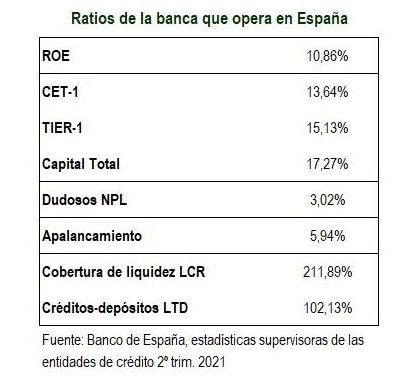 Ratios de la banca que opera en España
ROE 10,86%
CET-1 13,64%
TIER-1 15,13%
Capital Total 17,27%
Dudosos NPL 3,02%
Apalancamiento 5,94%
Cobertura de liquidez LCR 211,89%
Créditos-depósitos LTD 102,13%
Fuente: Banco de España, estadísticas supervisoras de las
entidades de crédito 2º trim. 2021